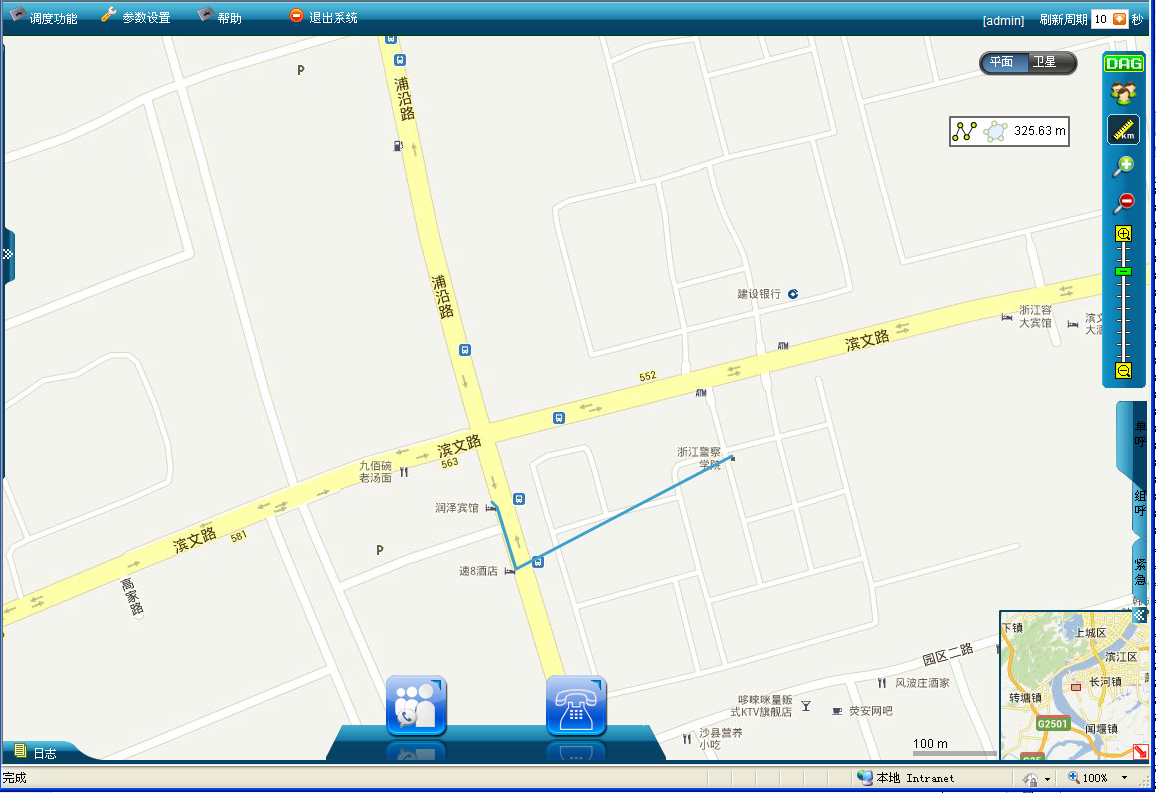 调度功能
参数设置
帮助
退出系统
[admin]
刷新周期
10
秒
平面
卫星
DAG
km
325.63 m
P
浦沿路
浦沿路
建设银行
浙江容
大宾馆
滨文路
ATM
552
ATM
滨文路
563
九佰碗
老汤面
浙江警察
学院
润泽宾馆
单呼
组呼
紧急
滨文路
581
P
速8酒店
高家路
园区二路
风波庄酒家
哆唻咪量贩
式KTV旗舰店
荧安网吧
沙县营养
小吃
100 m
下镇
上城区
滨江区
长河镇
转塘镇
G2501
闻堰镇
日志
完成
本地 Intranet
100%